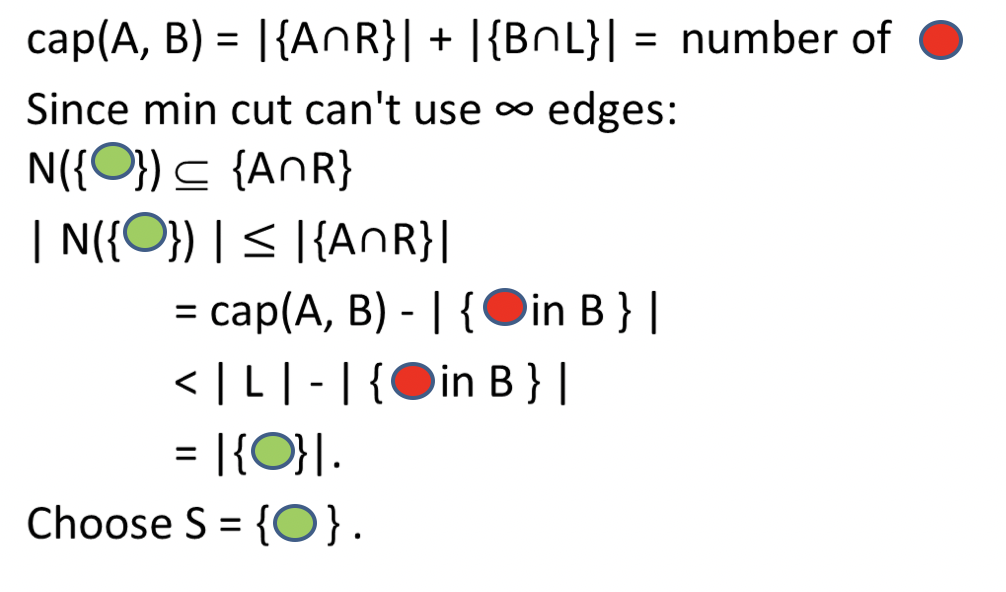 cap(A, B) = |{A∩R}| + |{B∩L}| = number of 🔴
Since min cut can't use ∞ edges:
N({🟢}) ⊆ {A∩R}
| N({🟢}) | ≤ |{A∩R}|
= cap(A, B) - | {🔴in B } |
< | L | - | {🔴in B } |
= |{🟢}|.
Choose S = {🟢} .